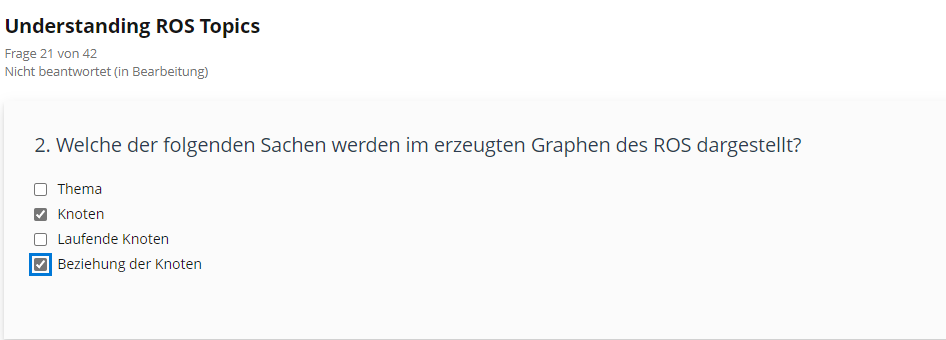 Understanding ROS Topics
Frage 21 von 42
Nicht beantwortet (in Bearbeitung)
2. Welche der folgenden Sachen werden im erzeugten Graphen des ROS dargestellt?
Thema
Knoten
Laufende Knoten
Beziehung der Knoten